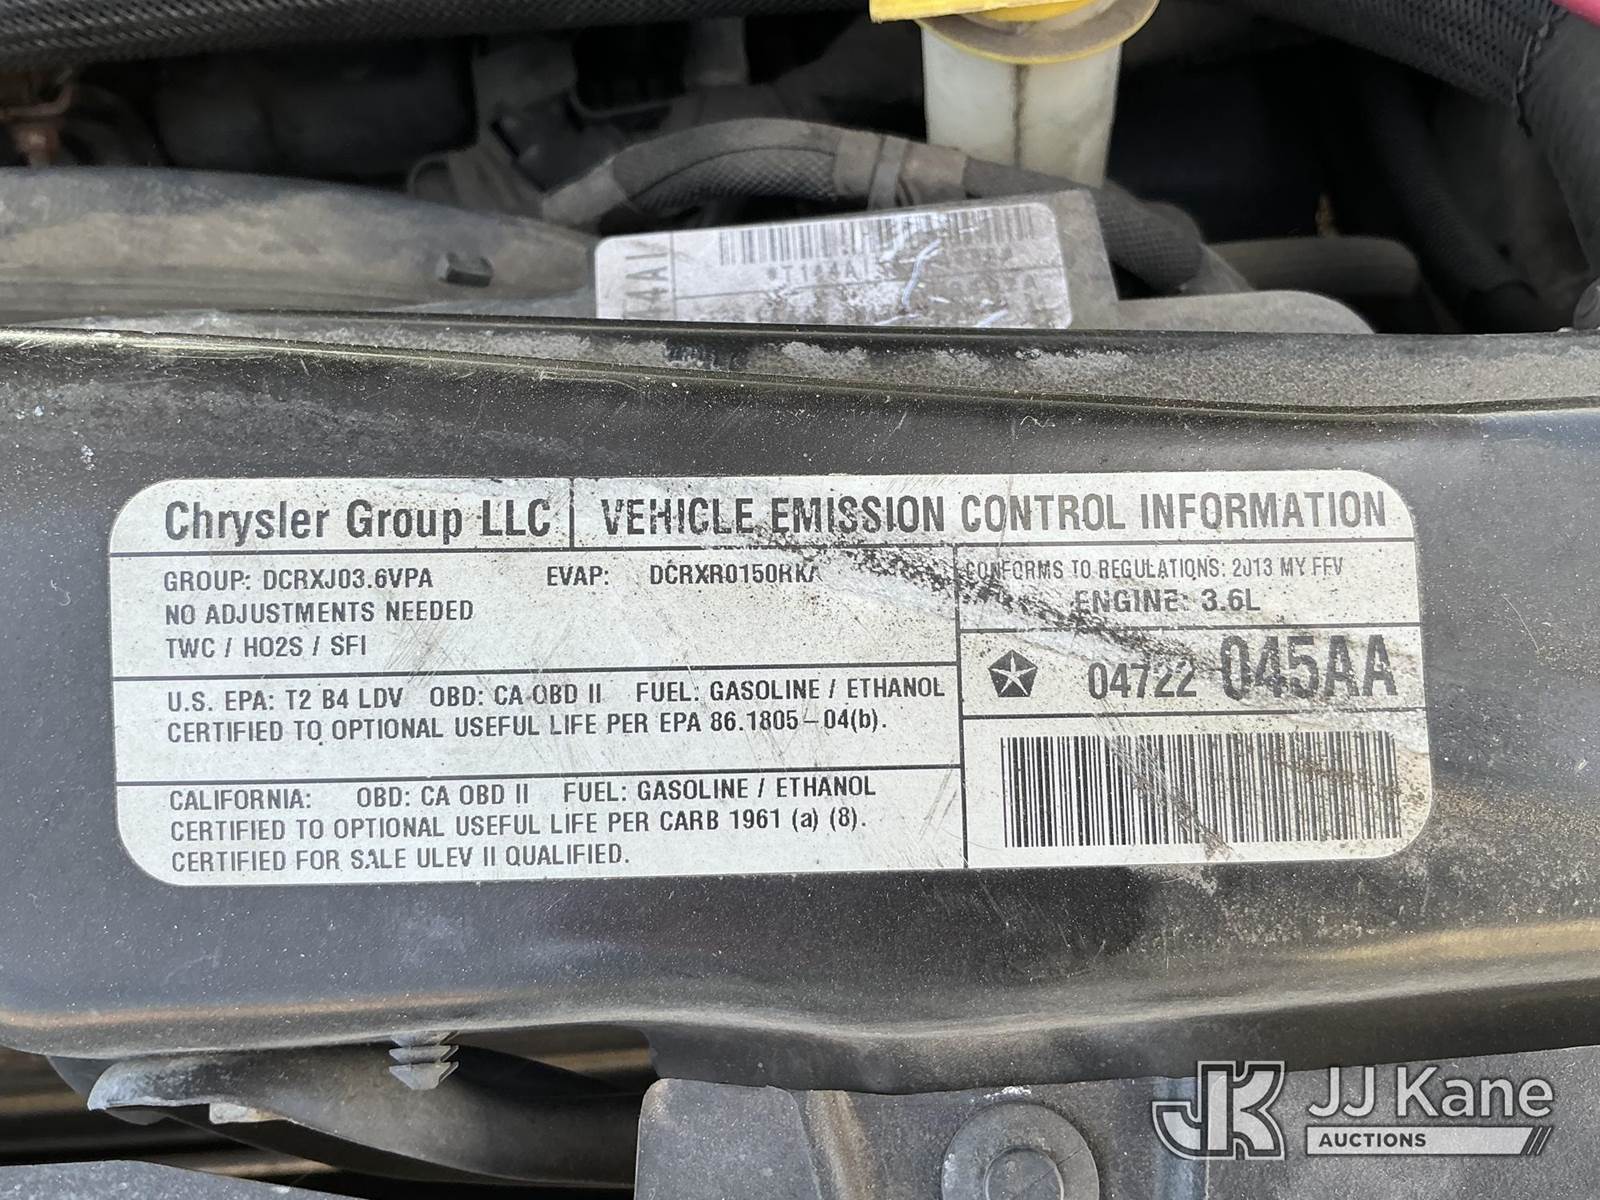 Chrysler Group LLC VEHICLE EMISSION CONTROL INFORMATION
GROUP: DCRXJ03.6VPA EVAP: DCRXR0150RKA
NO ADJUSTMENTS NEEDED
TWC / HO2S / SFI
CONFORMS TO REGULATIONS: 2013 MY FFV
ENGINE: 3.6L
04722 045AA
U.S. EPA: T2 B4 LDV OBD: CA OBD II FUEL: GASOLINE / ETHANOL
CERTIFIED TO OPTIONAL USEFUL LIFE PER EPA 86.1805-04(b).
CALIFORNIA: OBD: CA OBD II FUEL: GASOLINE / ETHANOL
CERTIFIED TO OPTIONAL USEFUL LIFE PER CARB 1961 (a) (8).
CERTIFIED FOR SALE ULEV II QUALIFIED.
JK JJ Kane
AUCTIONS